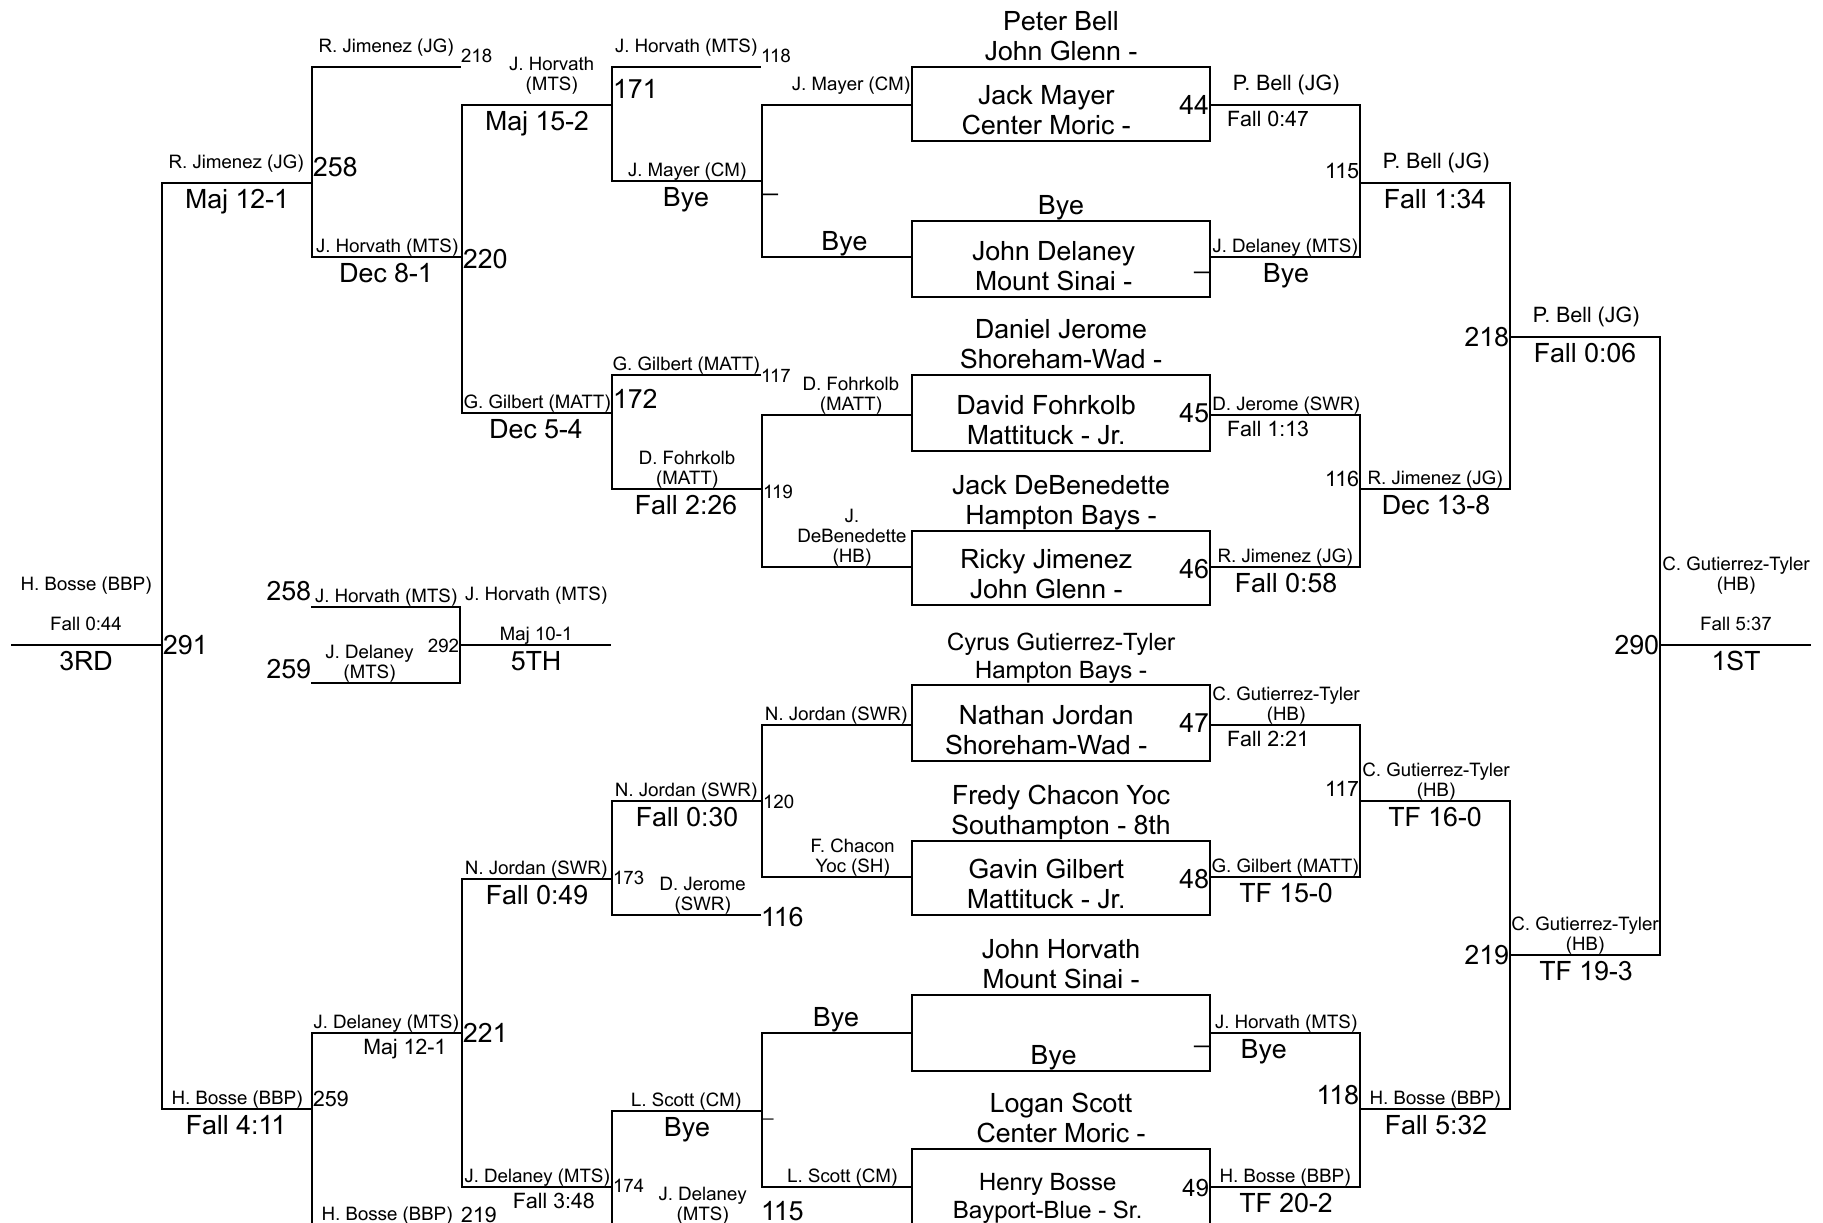 Peter Bell
John Glenn -
R. Jimenez (JG)
218
J. Horvath
(MTS)
J. Horvath (MTS)
118
J. Mayer (CM)
Jack Mayer
Center Moric -
44
P. Bell (JG)
Fall 0:47
171
Maj 15-2
R. Jimenez (JG)
258
Maj 12-1
J. Mayer (CM)
Bye
115
P. Bell (JG)
Fall 1:34
Bye
Bye
John Delaney
Mount Sinai -
J. Delaney (MTS)
Bye
J. Horvath (MTS)
220
Dec 8-1
Daniel Jerome
Shoreham-Wad -
218
P. Bell (JG)
Fall 0:06
G. Gilbert (MATT)
117
D. Fohrkolb
(MATT)
David Fohrkolb
Mattituck - Jr.
45
D. Jerome (SWR)
Fall 1:13
G. Gilbert (MATT)
172
Dec 5-4
D. Fohrkolb
(MATT)
Fall 2:26
119
Jack DeBenedette
Hampton Bays -
116
R. Jimenez (JG)
Dec 13-8
J.
DeBenedette
(HB)
Ricky Jimenez
John Glenn -
46
R. Jimenez (JG)
Fall 0:58
H. Bosse (BBP)
Fall 0:44
3RD
291
258
J. Horvath (MTS)
J. Horvath (MTS)
J. Delaney
(MTS)
259
292
Maj 10-1
5TH
C. Gutierrez-Tyler
(HB)
Fall 5:37
290
1ST
Cyrus Gutierrez-Tyler
Hampton Bays -
N. Jordan (SWR)
Nathan Jordan
Shoreham-Wad -
47
C. Gutierrez-Tyler
(HB)
Fall 2:21
N. Jordan (SWR)
Fall 0:30
120
Fredy Chacon Yoc
Southampton - 8th
117
C. Gutierrez-Tyler
(HB)
TF 16-0
F. Chacon
Yoc (SH)
Gavin Gilbert
Mattituck - Jr.
48
G. Gilbert (MATT)
TF 15-0
N. Jordan (SWR)
Fall 0:49
173
D. Jerome
(SWR)
116
John Horvath
Mount Sinai -
219
C. Gutierrez-Tyler
(HB)
TF 19-3
Bye
Bye
J. Horvath (MTS)
Bye
J. Delaney (MTS)
221
Maj 12-1
H. Bosse (BBP)
259
Fall 4:11
L. Scott (CM)
Bye
Logan Scott
Center Moric -
118
H. Bosse (BBP)
Fall 5:32
J. Delaney (MTS)
174
Fall 3:48
J. Delaney
(MTS)
115
L. Scott (CM)
Henry Bosse
Bayport-Blue - Sr.
49
H. Bosse (BBP)
TF 20-2
H. Bosse (BBP)
219